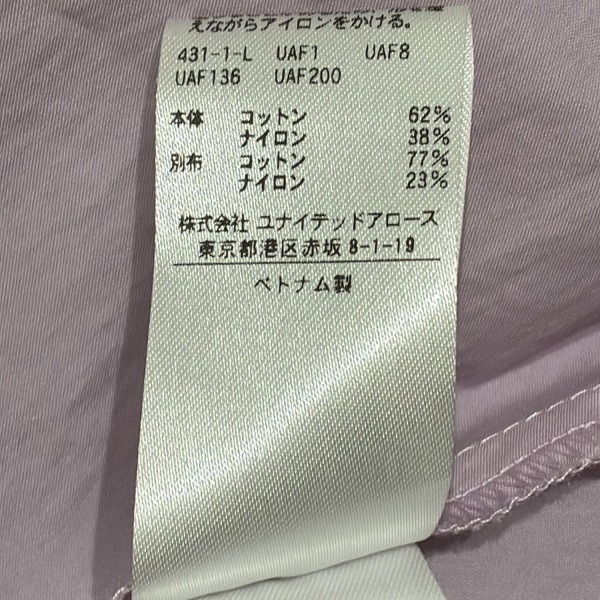 えながらアイロンをかける。
431-1-L UAF1 UAF8
UAF136 UAF200
本体 コットン 62%
ナイロン 38%
別布 コットン 77%
ナイロン 23%
株式会社 ユナイテッドアローズ
東京都港区赤坂 8-1-19
ベトナム製